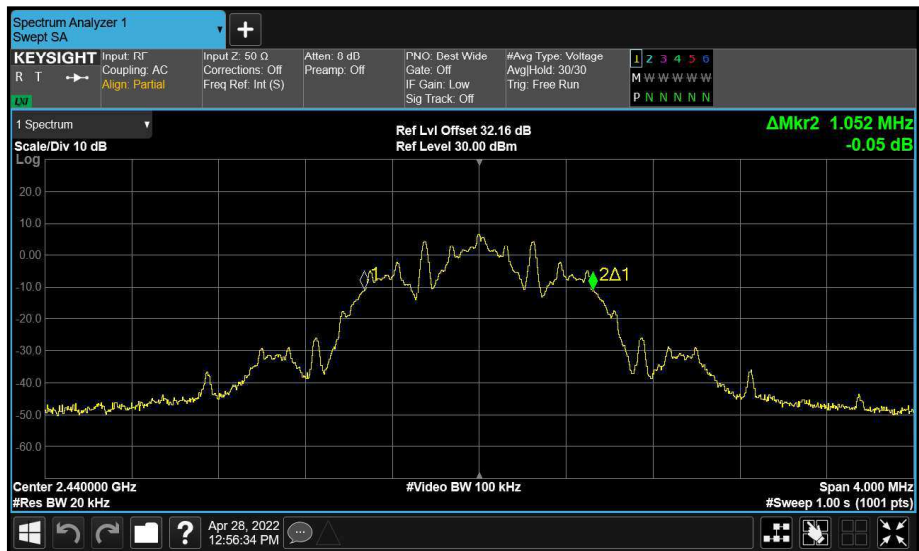 Spectrum Analyzer 1
Swept SA
+
KEYSIGHT
R T
LXI
Input: RF
Coupling: AC
Align: Partial
Input Z: 50 Ω
Corrections: Off
Freq Ref: Int (S)
Atten: 8 dB
Preamp: Off
PNO: Best Wide
Gate: Off
IF Gain: Low
Sig Track: Off
#Avg Type: Voltage
Avg|Hold: 30/30
Trig: Free Run
1 2 3 4 5 6
M W W W W W
P N N N N N
1 Spectrum
Scale/Div 10 dB
Ref Lvl Offset 32.16 dB
Ref Level 30.00 dBm
ΔMkr2 1.052 MHz
-0.05 dB
Log
20.0
10.0
0.00
-10.0
-20.0
-30.0
-40.0
-50.0
-60.0
1
2Δ1
Center 2.440000 GHz
#Res BW 20 kHz
#Video BW 100 kHz
Span 4.000 MHz
#Sweep 1.00 s (1001 pts)
?
Apr 28, 2022
12:56:34 PM